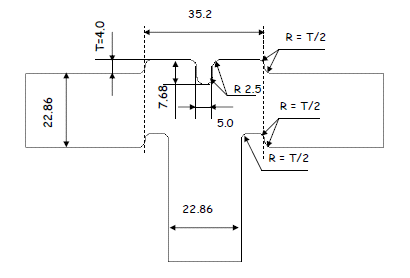 35.2
T=4.0
R = T/2
7.68
R 2.5
22.86
5.0
R = T/2
R = T/2
22.86